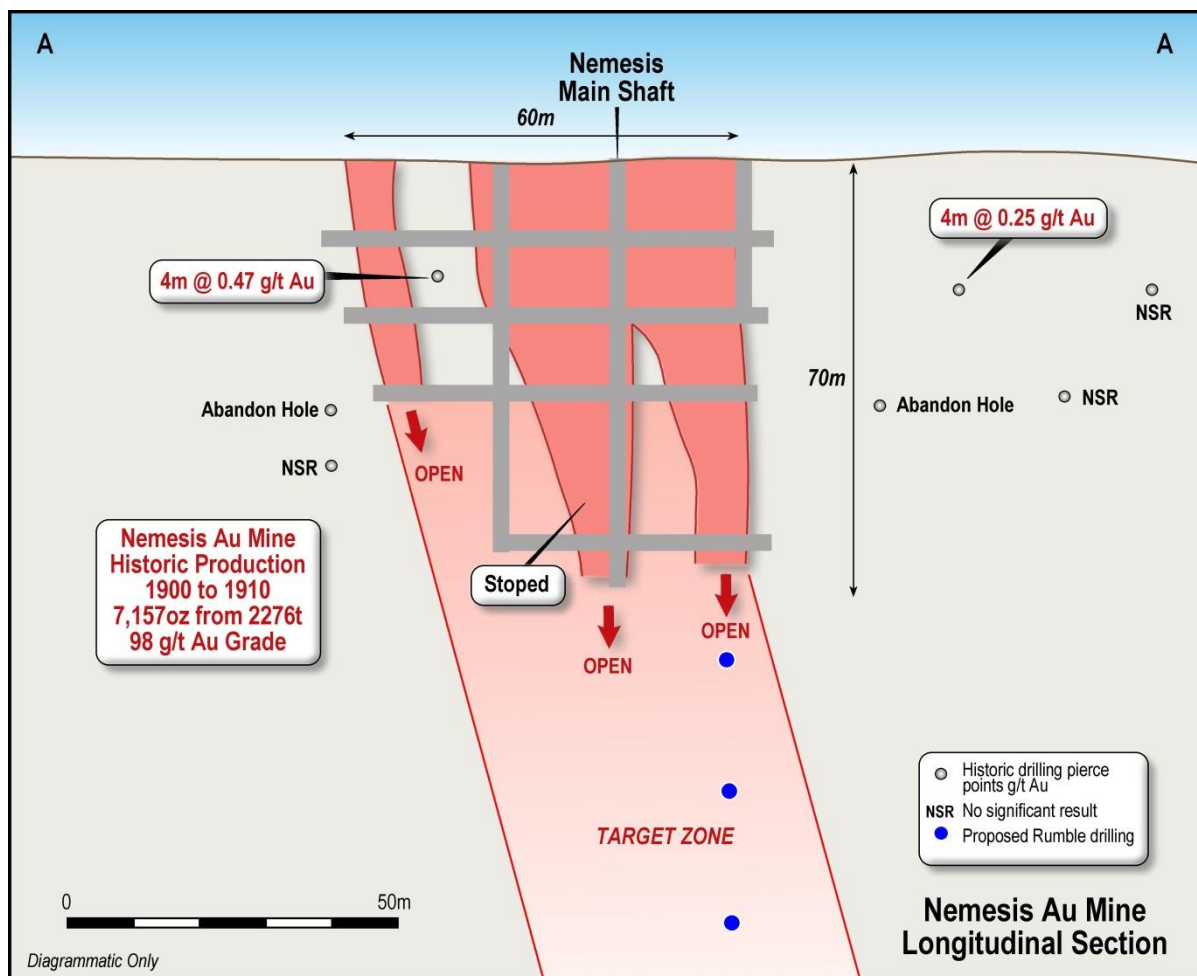 A
A
Nemesis
Main Shaft
60m
4m @ 0.25 g/t Au
4m @ 0.47 g/t Au
NSR
70m
Abandon Hole
Abandon Hole
NSR
NSR
OPEN
Nemesis Au Mine
Historic Production
1900 to 1910
7,157oz from 2276t
98 g/t Au Grade
Stoped
OPEN
OPEN
TARGET ZONE
Historic drilling pierce
points g/t Au
NSR No significant result
Proposed Rumble drilling
0 50m
Nemesis Au Mine
Longitudinal Section
Diagrammatic Only